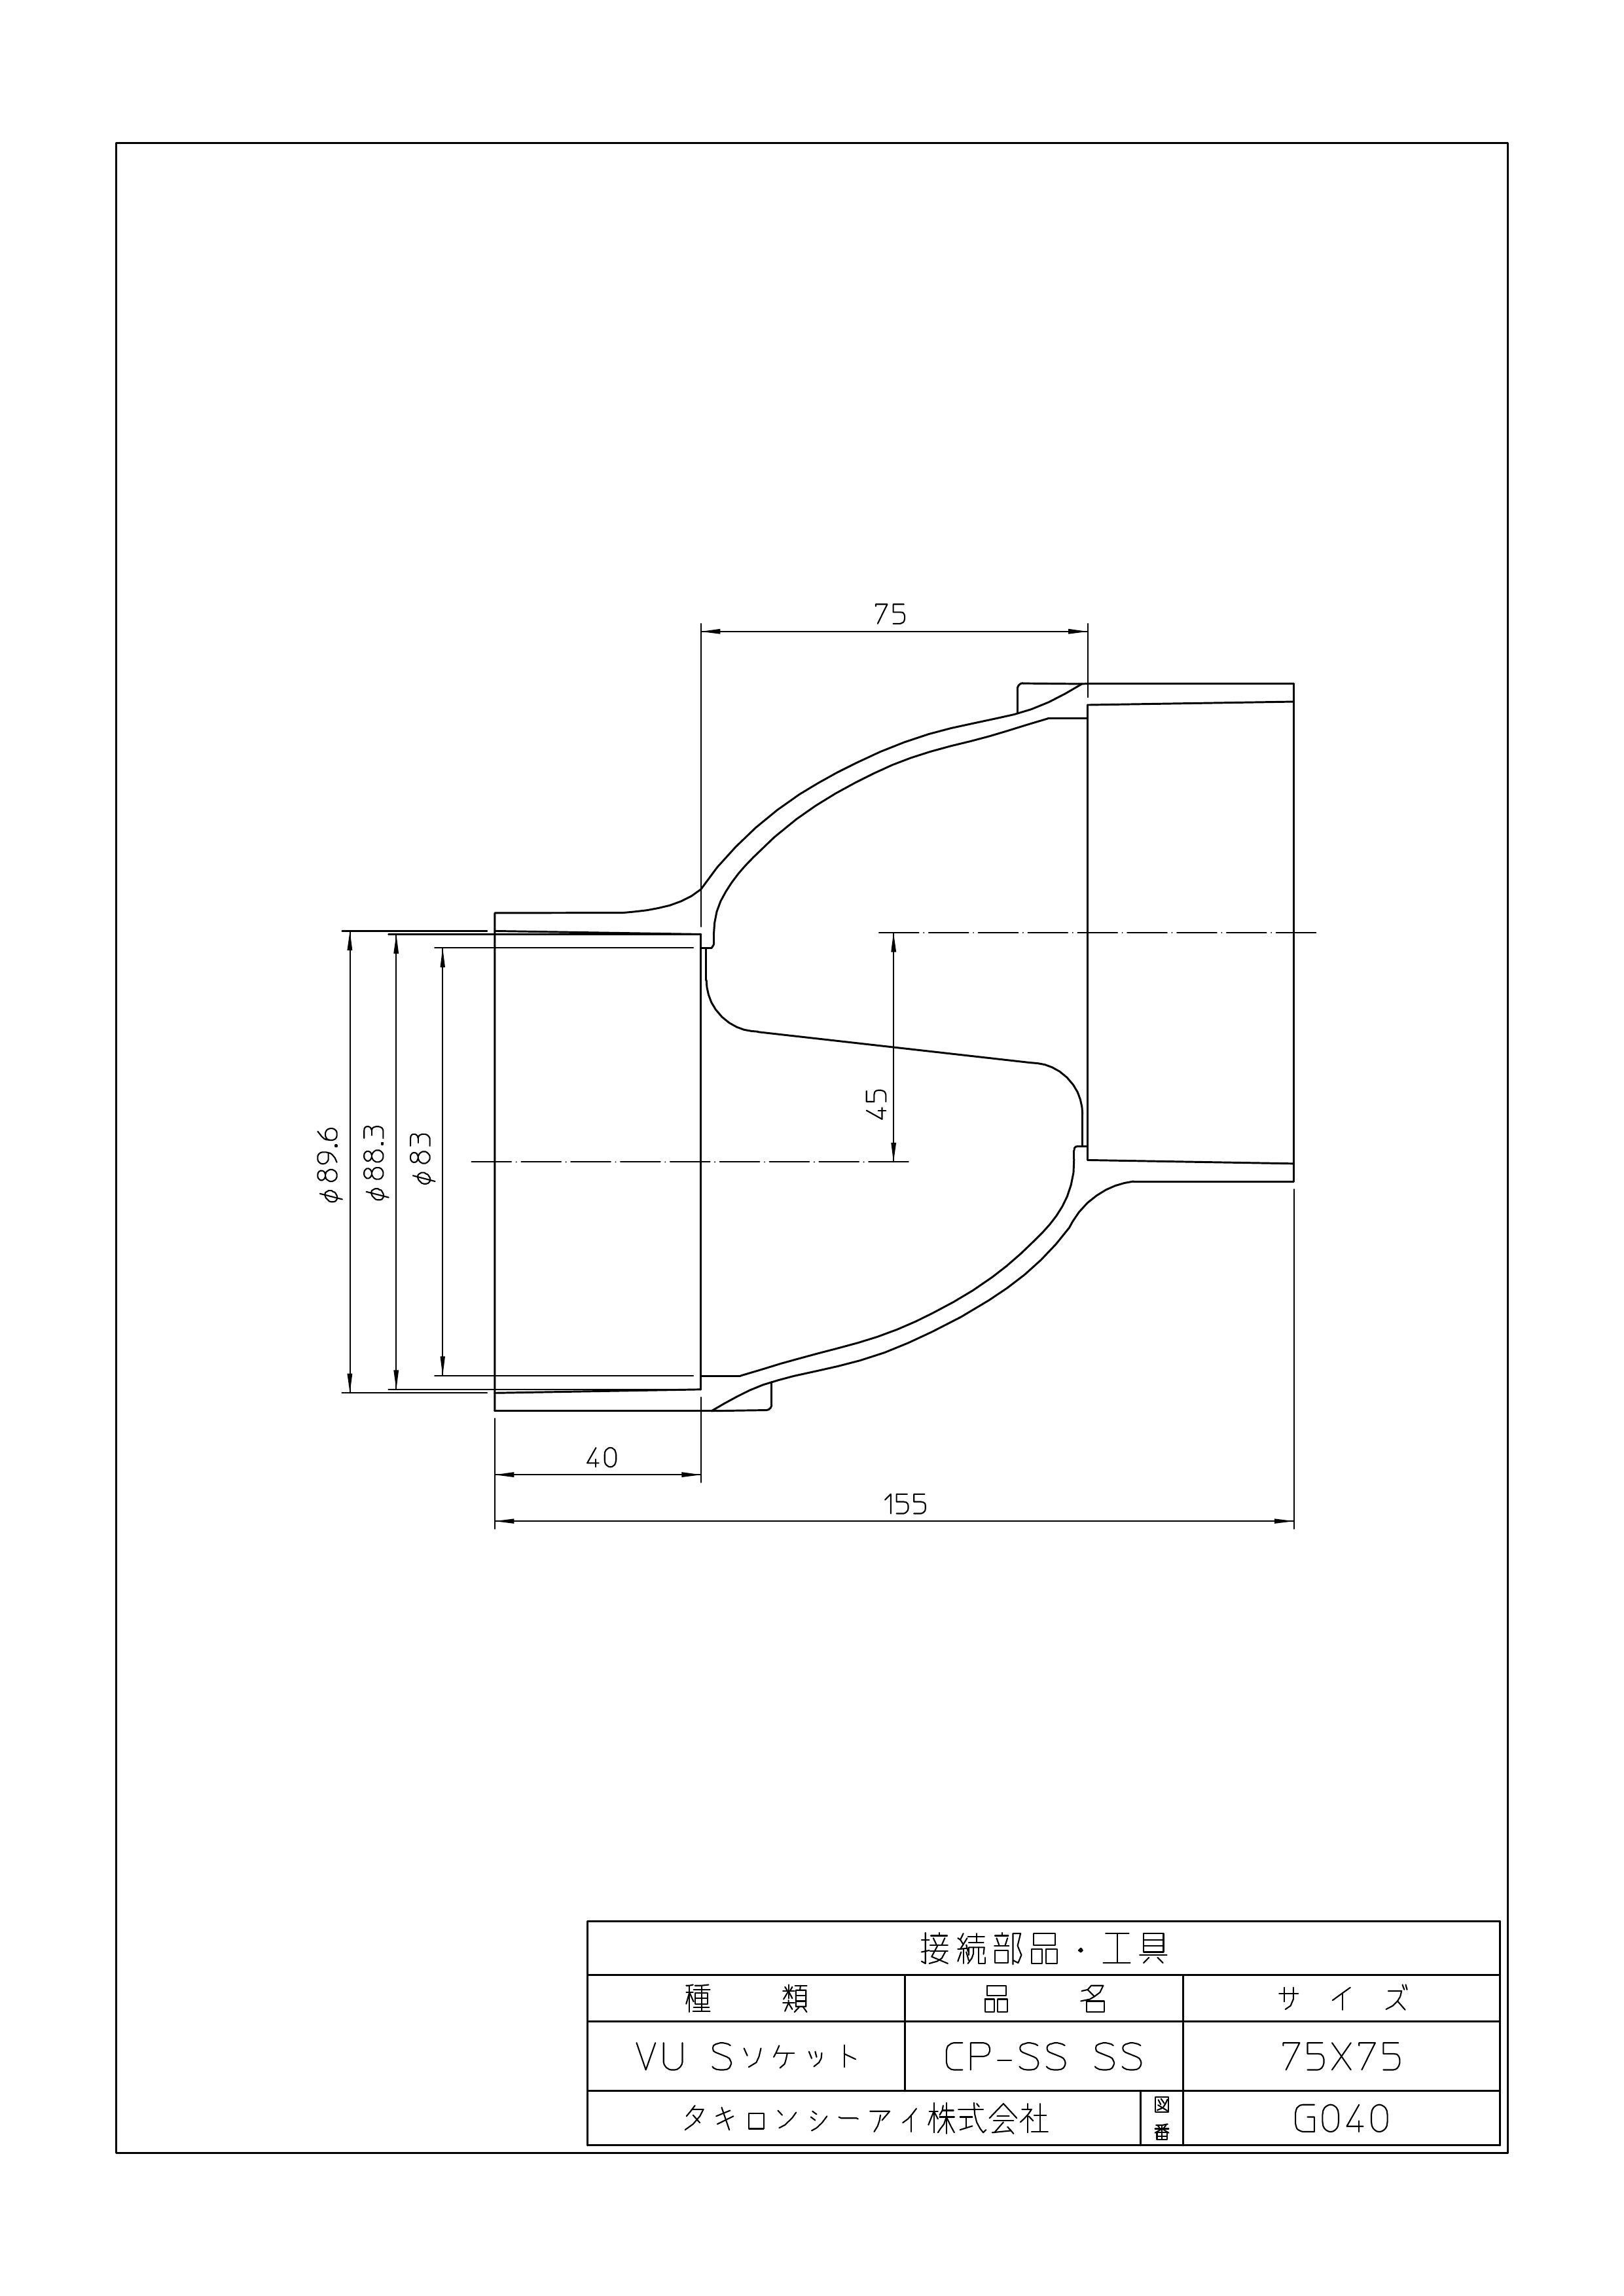 75
45
φ89.6
φ88.3
φ83
40
155
接続部品・工具
種 類 品 名 サ イ ズ
VU Sソケット CP-SS SS 75X75
タキロンシーアイ株式会社 図番 G040